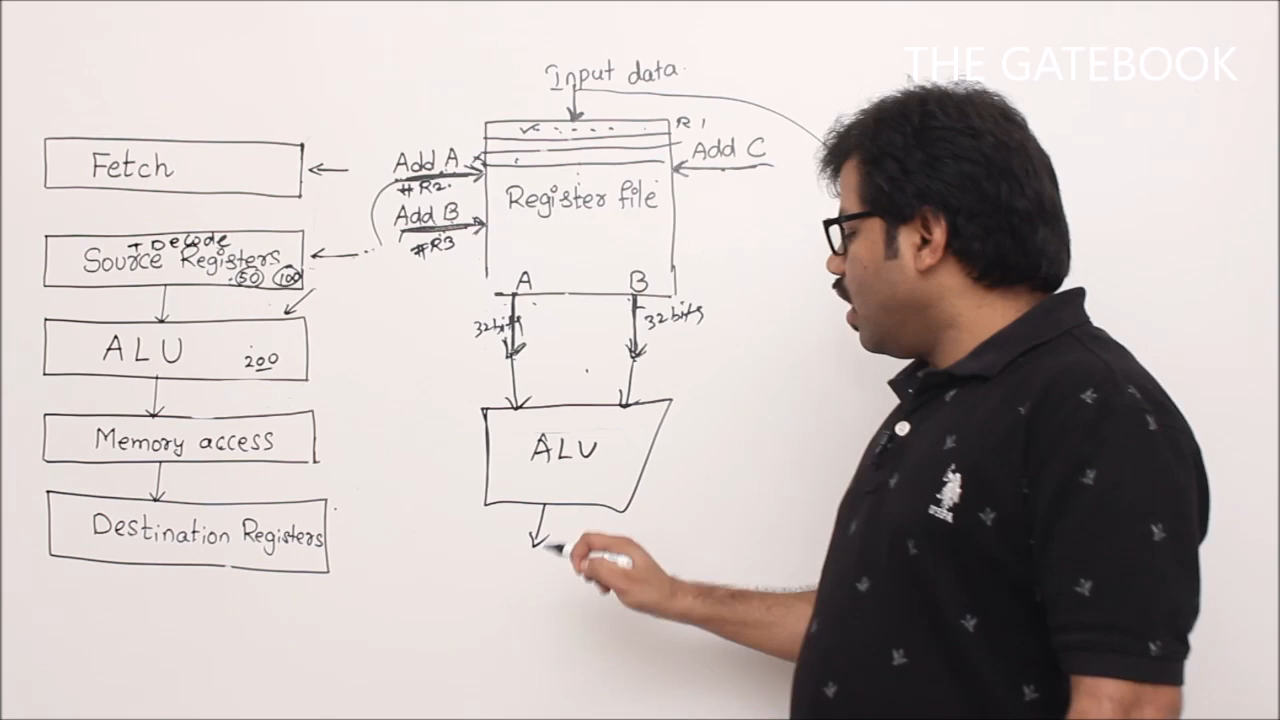 THE GATEBOOK
Input data
R1
Fetch
Add A
#R2
Add B
#R3
Add C
Register file
+ Decode
Source Registers
50 100
A B
32 bits 32 bits
ALU
200
ALU
Memory access
Destination Registers